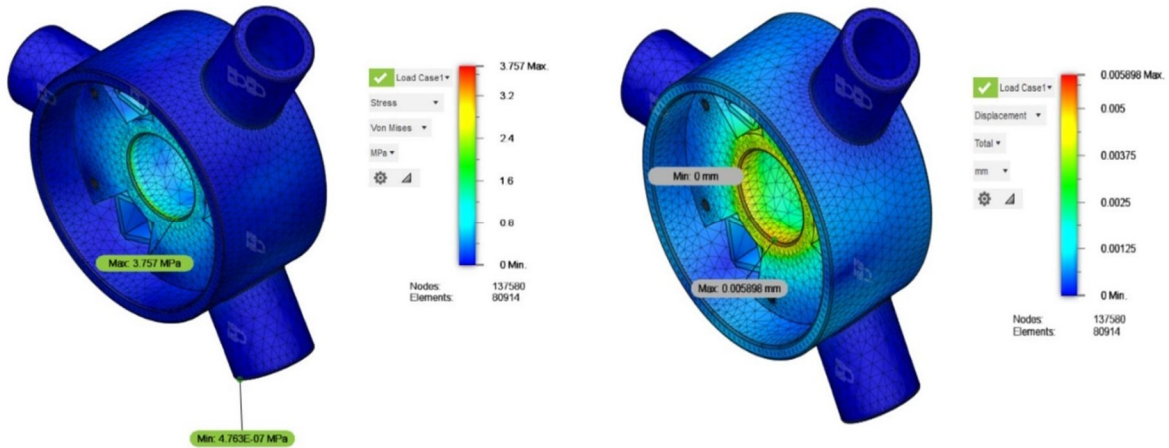 3.757 Max.
Load Case1
3.2
Stress
2.4
Von Mises
MPa
1.6
0.8
0 Min.
Max: 3.757 MPa
Nodes: 137580
Elements: 80914
Min: 4.763E-07 MPa
0.005898 Max.
Load Case1
0.005
Displacement
0.00375
Total
mm
0.0025
0.00125
0 Min.
Min: 0 mm
Max: 0.005898 mm
Nodes: 137580
Elements: 80914